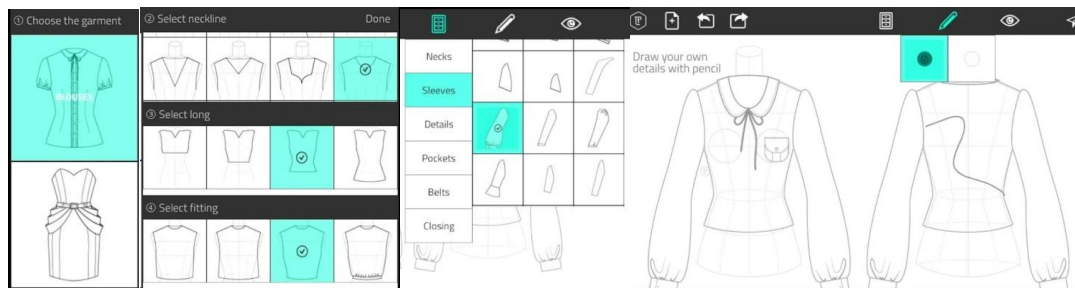 ① Choose the garment
BLOUSES
② Select neckline
Done
③ Select long
④ Select fitting
Necks
Sleeves
Details
Pockets
Belts
Closing
Draw your own
details with pencil